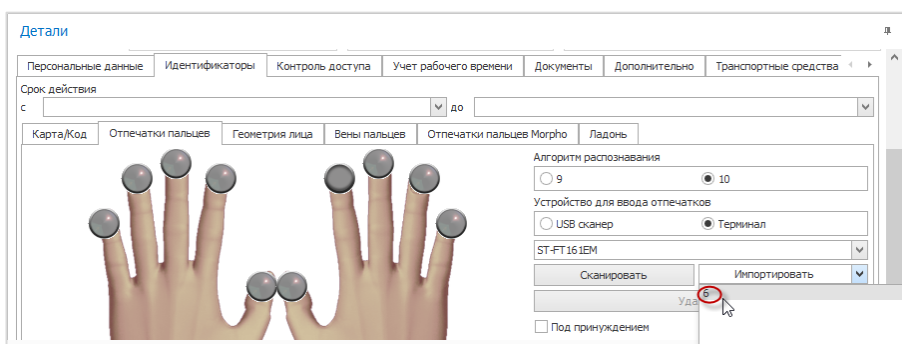 Детали
Персональные данные Идентификаторы Контроль доступа Учет рабочего времени Документы Дополнительно Транспортные средства
Срок действия
с до
Карта/Код Отпечатки пальцев Геометрия лица Вены пальцев Отпечатки пальцев Morpho Ладонь
Алгоритм распознавания
9 10
Устройство для ввода отпечатков
USB сканер Терминал
ST-FT161EM
Сканировать Импортировать
6
Под принуждением